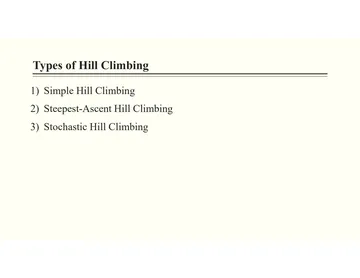 Types of Hill Climbing
1) Simple Hill Climbing
2) Steepest-Ascent Hill Climbing
3) Stochastic Hill Climbing